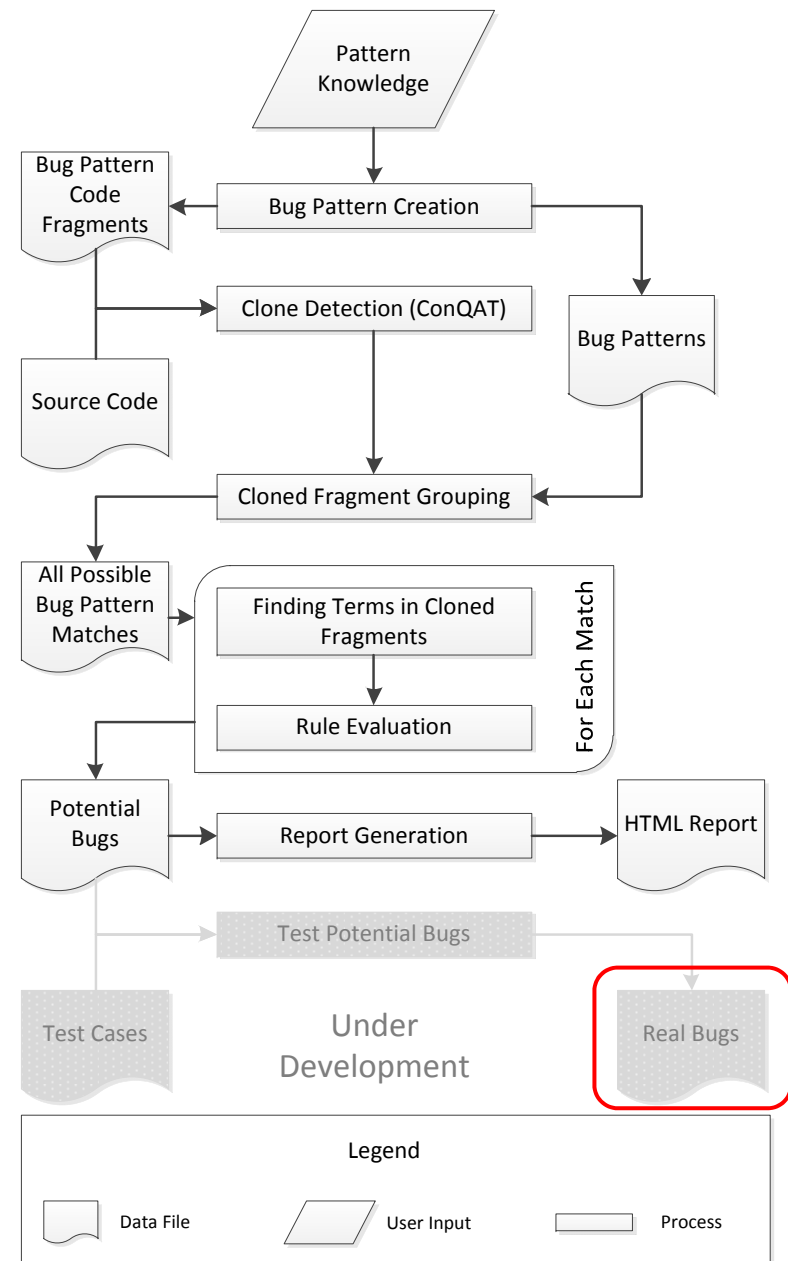 Pattern
Knowledge
Bug Pattern
Code
Fragments
Bug Pattern Creation
Clone Detection (ConQAT)
Bug Patterns
Source Code
Cloned Fragment Grouping
All Possible
Bug Pattern
Matches
Finding Terms in Cloned
Fragments
For Each Match
Rule Evaluation
Potential
Bugs
Report Generation
HTML Report
Test Potential Bugs
Test Cases
Under
Development
Real Bugs
Legend
Data File
User Input
Process